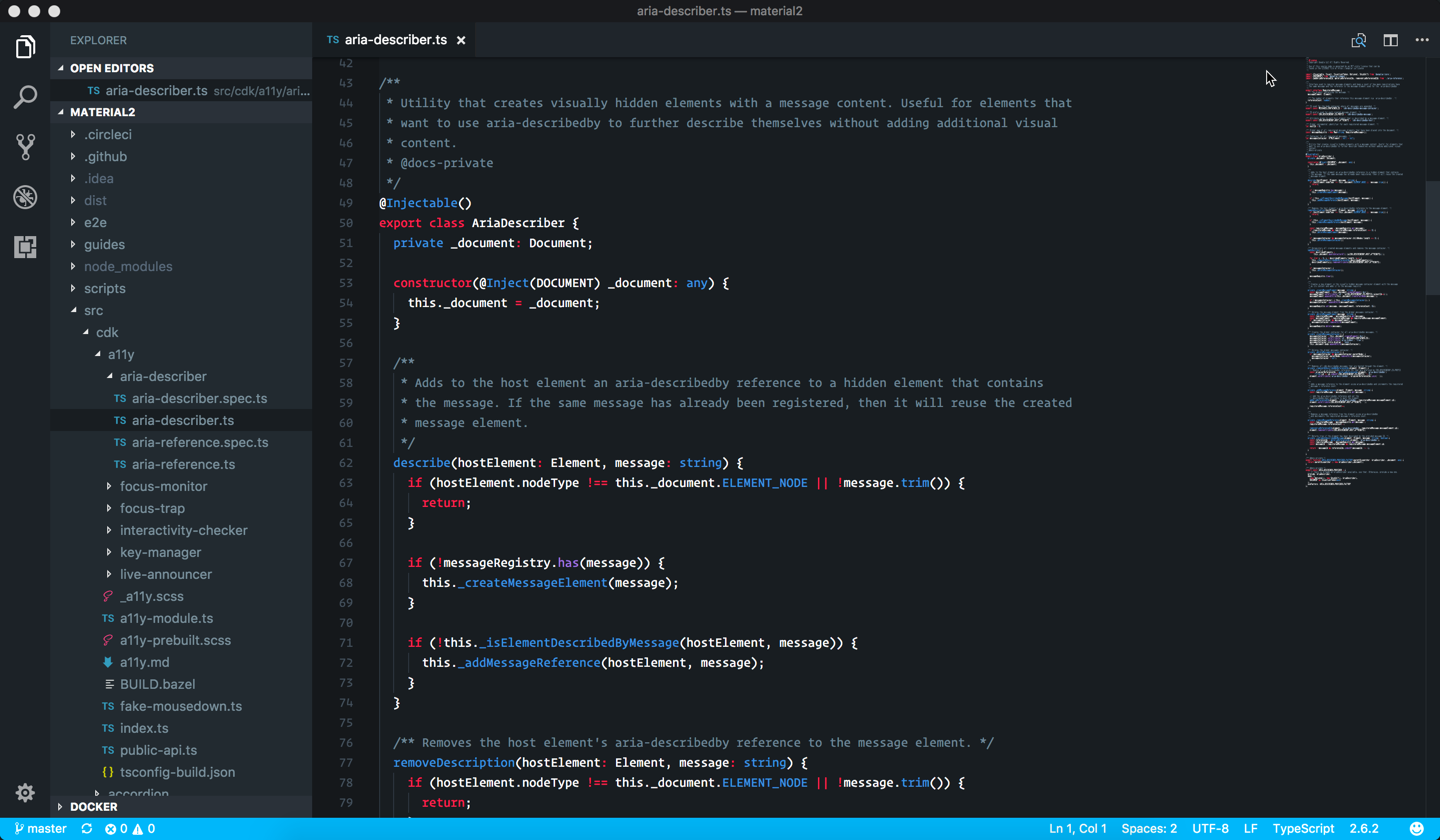 aria-describer.ts — material2
EXPLORER
OPEN EDITORS
TS aria-describer.ts src/cdk/a11y/ari...
MATERIAL2
.circleci
.github
.idea
dist
e2e
guides
node_modules
scripts
src
cdk
a11y
aria-describer
TS aria-describer.spec.ts
TS aria-describer.ts
TS aria-reference.spec.ts
TS aria-reference.ts
focus-monitor
focus-trap
interactivity-checker
key-manager
live-announcer
_a11y.scss
TS a11y-module.ts
a11y-prebuilt.scss
a11y.md
BUILD.bazel
TS fake-mousedown.ts
TS index.ts
TS public-api.ts
{} tsconfig-build.json
accordion
DOCKER
TS aria-describer.ts ×
42
43 /**
44 * Utility that creates visually hidden elements with a message content. Useful for elements that
45 * want to use aria-describedby to further describe themselves without adding additional visual
46 * content.
47 * @docs-private
48 */
49 @Injectable()
50 export class AriaDescriber {
51 private _document: Document;
52
53 constructor(@Inject(DOCUMENT) _document: any) {
54 this._document = _document;
55 }
56
57 /**
58 * Adds to the host element an aria-describedby reference to a hidden element that contains
59 * the message. If the same message has already been registered, then it will reuse the created
60 * message element.
61 */
62 describe(hostElement: Element, message: string) {
63 if (hostElement.nodeType !== this._document.ELEMENT_NODE || !message.trim()) {
64 return;
65 }
66
67 if (!messageRegistry.has(message)) {
68 this._createMessageElement(message);
69 }
70
71 if (!this._isElementDescribedByMessage(hostElement, message)) {
72 this._addMessageReference(hostElement, message);
73 }
74 }
75
76 /** Removes the host element's aria-describedby reference to the message element. */
77 removeDescription(hostElement: Element, message: string) {
78 if (hostElement.nodeType !== this._document.ELEMENT_NODE || !message.trim()) {
79 return;
master 0 0 Ln 1, Col 1 Spaces: 2 UTF-8 LF TypeScript 2.6.2